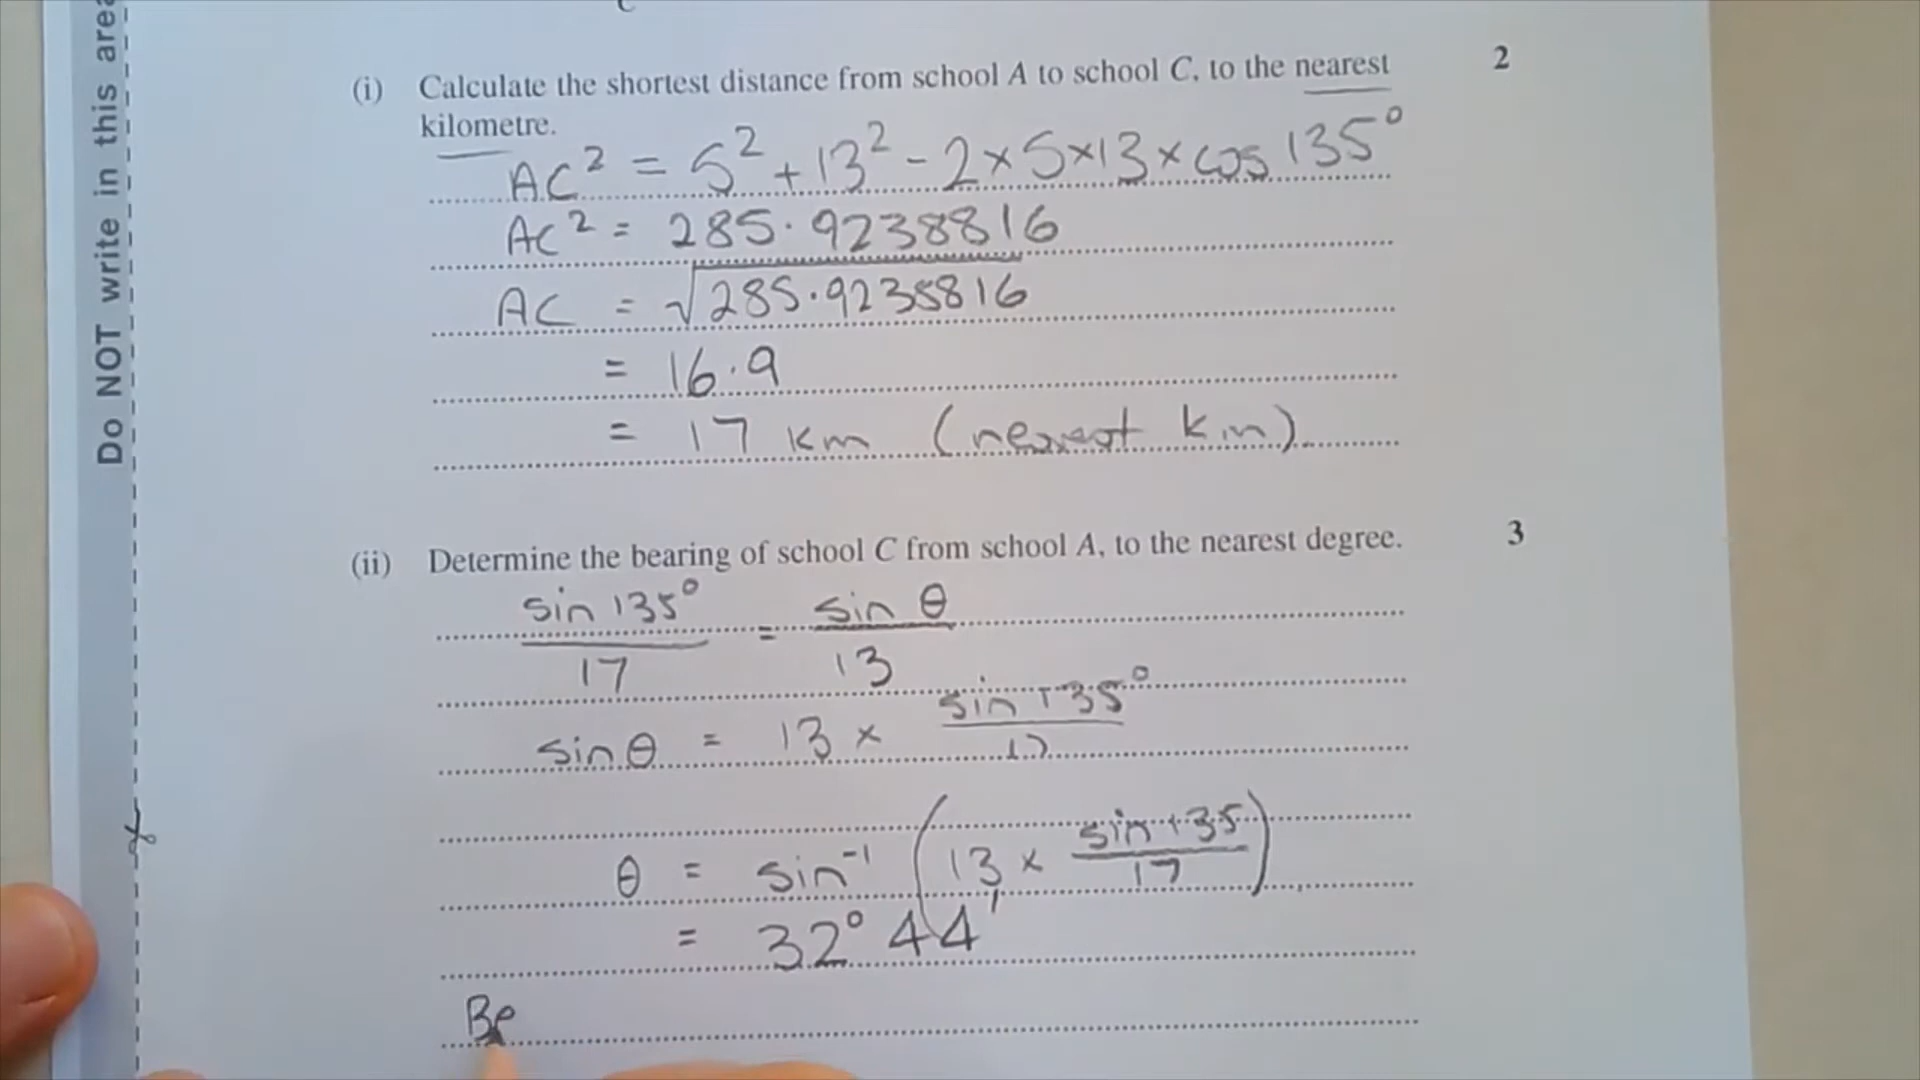 C
Do NOT write in this area
(i) Calculate the shortest distance from school A to school C, to the nearest 2
kilometre.
AC² = 5² + 13² - 2 × 5 × 13 × cos 135°
AC² = 285.9238816
AC = √285.9238816
= 16.9
= 17 km (nearest km)
(ii) Determine the bearing of school C from school A, to the nearest degree. 3
sin 135° / 17 = sin θ / 13
sin θ = 13 × sin 135° / 17
θ = sin⁻¹ (13 × sin 135 / 17)
= 32° 44'
Be